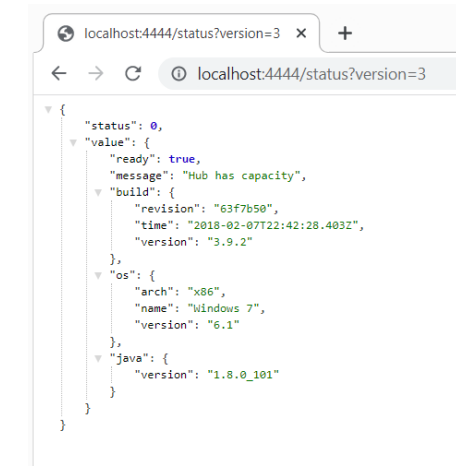 localhost:4444/status?version=3
localhost:4444/status?version=3
{
"status": 0,
"value": {
"ready": true,
"message": "Hub has capacity",
"build": {
"revision": "63f7b50",
"time": "2018-02-07T22:42:28.403Z",
"version": "3.9.2"
},
"os": {
"arch": "x86",
"name": "Windows 7",
"version": "6.1"
},
"java": {
"version": "1.8.0_101"
}
}
}